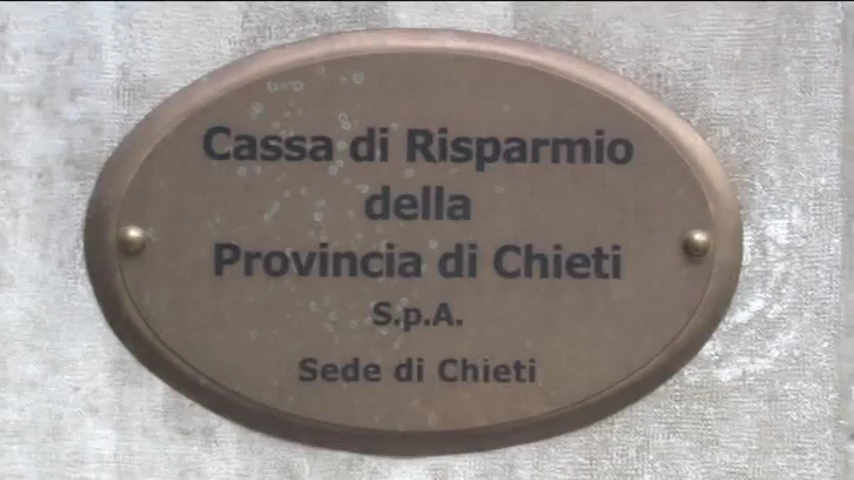 Cassa di Risparmio
della
Provincia di Chieti
S.p.A.
Sede di Chieti